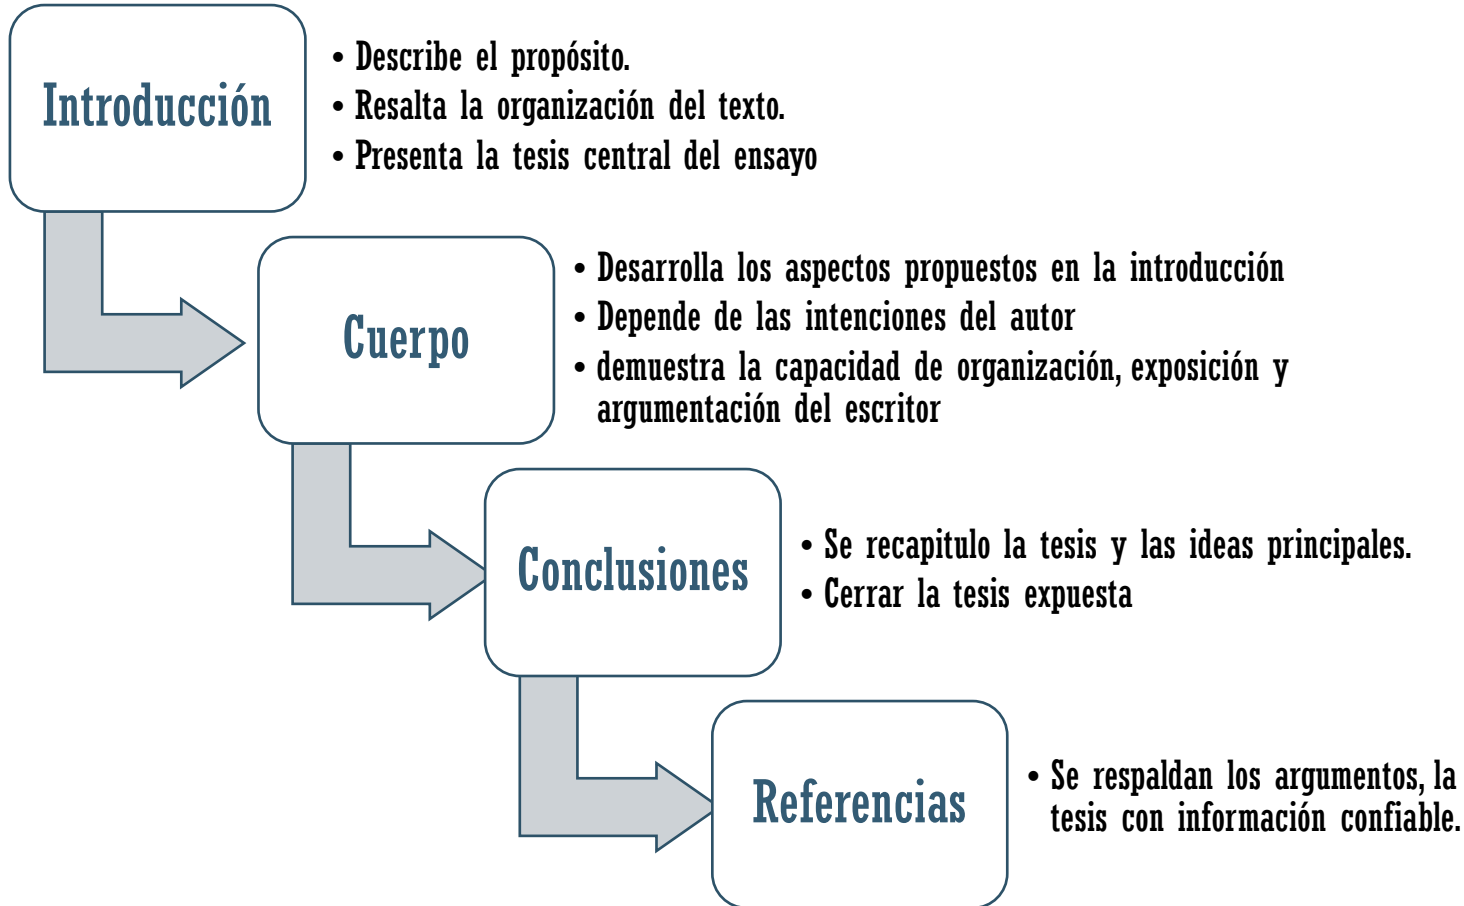 Introducción
• Describe el propósito.
• Resalta la organización del texto.
• Presenta la tesis central del ensayo
Cuerpo
• Desarrolla los aspectos propuestos en la introducción
• Depende de las intenciones del autor
• demuestra la capacidad de organización, exposición y
argumentación del escritor
Conclusiones
• Se recapitulo la tesis y las ideas principales.
• Cerrar la tesis expuesta
Referencias
• Se respaldan los argumentos, la
tesis con información confiable.